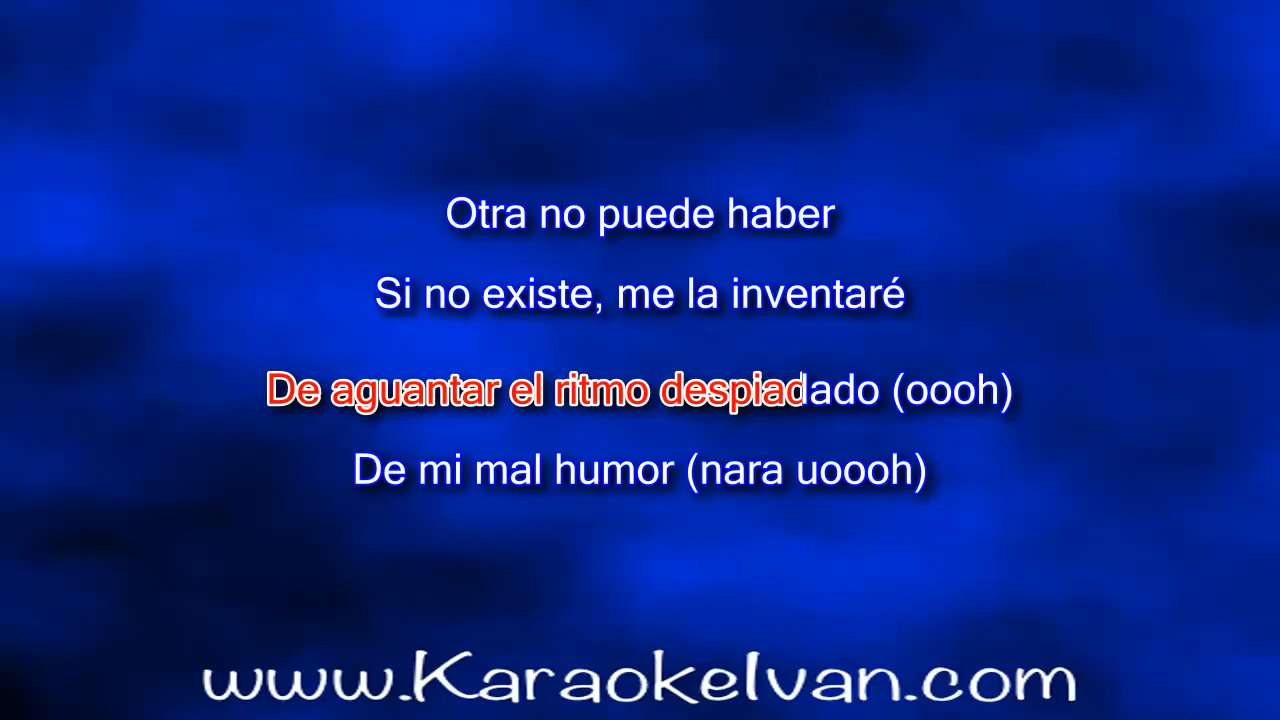 Otra no puede haber
Si no existe, me la inventaré
De aguantar el ritmo despiadado (oooh)
De mi mal humor (nara uoooh)
www.KaraokeIvan.com